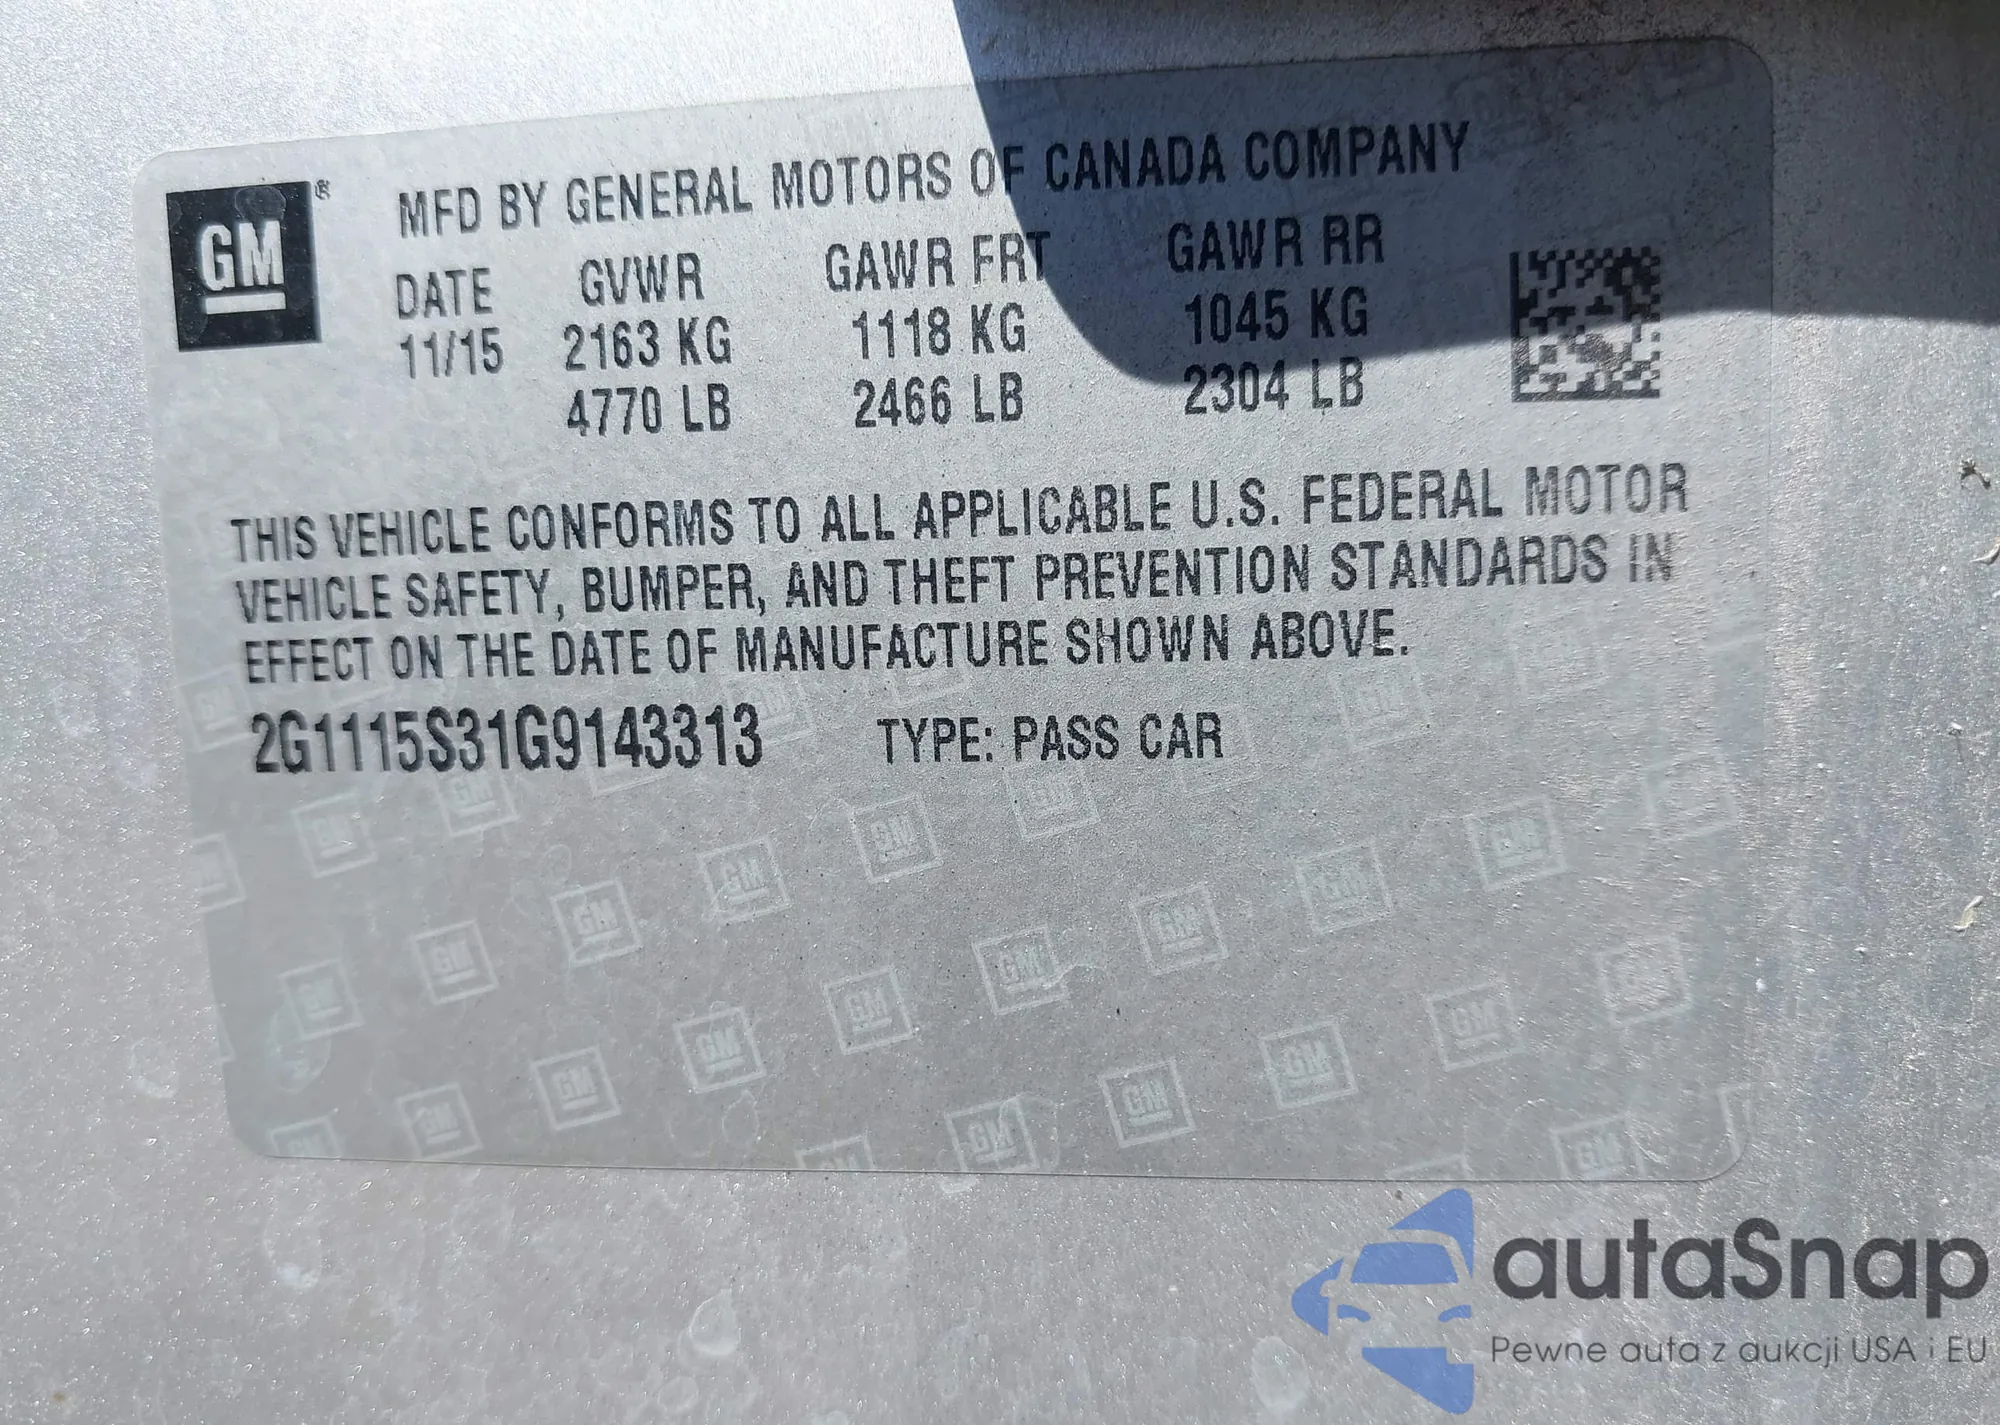 GM®
MFD BY GENERAL MOTORS OF CANADA COMPANY
DATE GVWR GAWR FRT GAWR RR
11/15 2163 KG 1118 KG 1045 KG
4770 LB 2466 LB 2304 LB
THIS VEHICLE CONFORMS TO ALL APPLICABLE U.S. FEDERAL MOTOR
VEHICLE SAFETY, BUMPER, AND THEFT PREVENTION STANDARDS IN
EFFECT ON THE DATE OF MANUFACTURE SHOWN ABOVE.
2G1115S31G9143313 TYPE: PASS CAR
autaSnap
Pewne auta z aukcji USA i EU